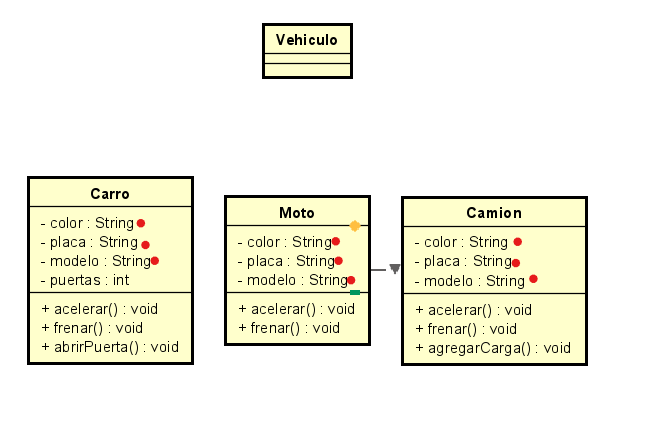 Vehiculo
Carro
- color : String
- placa : String
- modelo : String
- puertas : int
+ acelerar() : void
+ frenar() : void
+ abrirPuerta() : void
Moto
- color : String
- placa : String
- modelo : String
+ acelerar() : void
+ frenar() : void
Camion
- color : String
- placa : String
- modelo : String
+ acelerar() : void
+ frenar() : void
+ agregarCarga() : void